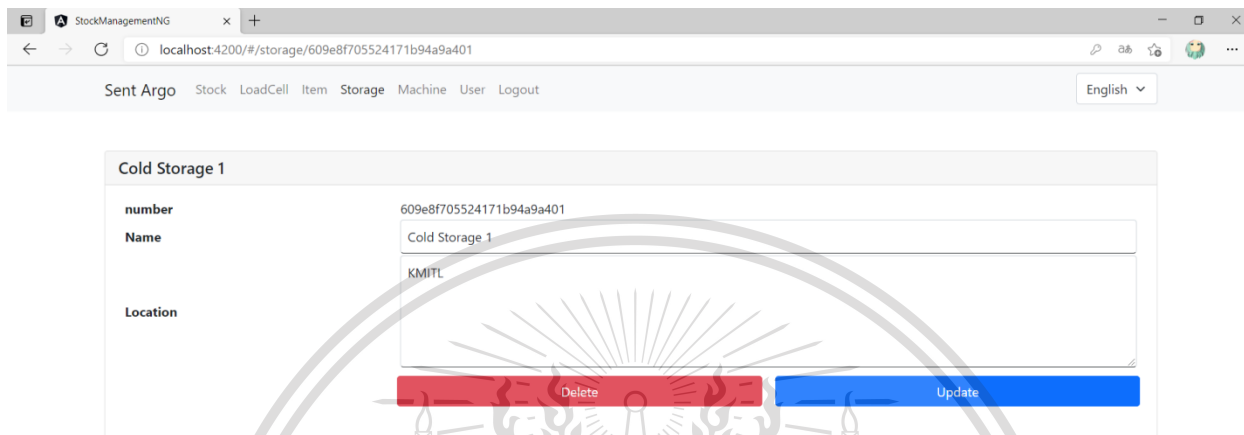 StockManagementNG
localhost:4200/#/storage/609e8f705524171b94a9a401
Sent Argo Stock LoadCell Item Storage Machine User Logout English
Cold Storage 1
number 609e8f705524171b94a9a401
Name Cold Storage 1
Location KMITL
Delete Update